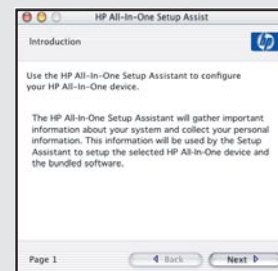 HP All-In-One Setup Assist
Introduction
hp
Use the HP All-In-One Setup Assistant to configure
your HP All-In-One device.
The HP All-In-One Setup Assistant will gather important
information about your system and collect your personal
information. This information will be used by the Setup
Assistant to setup the selected HP All-In-One device and
the bundled software.
Page 1
Back
Next